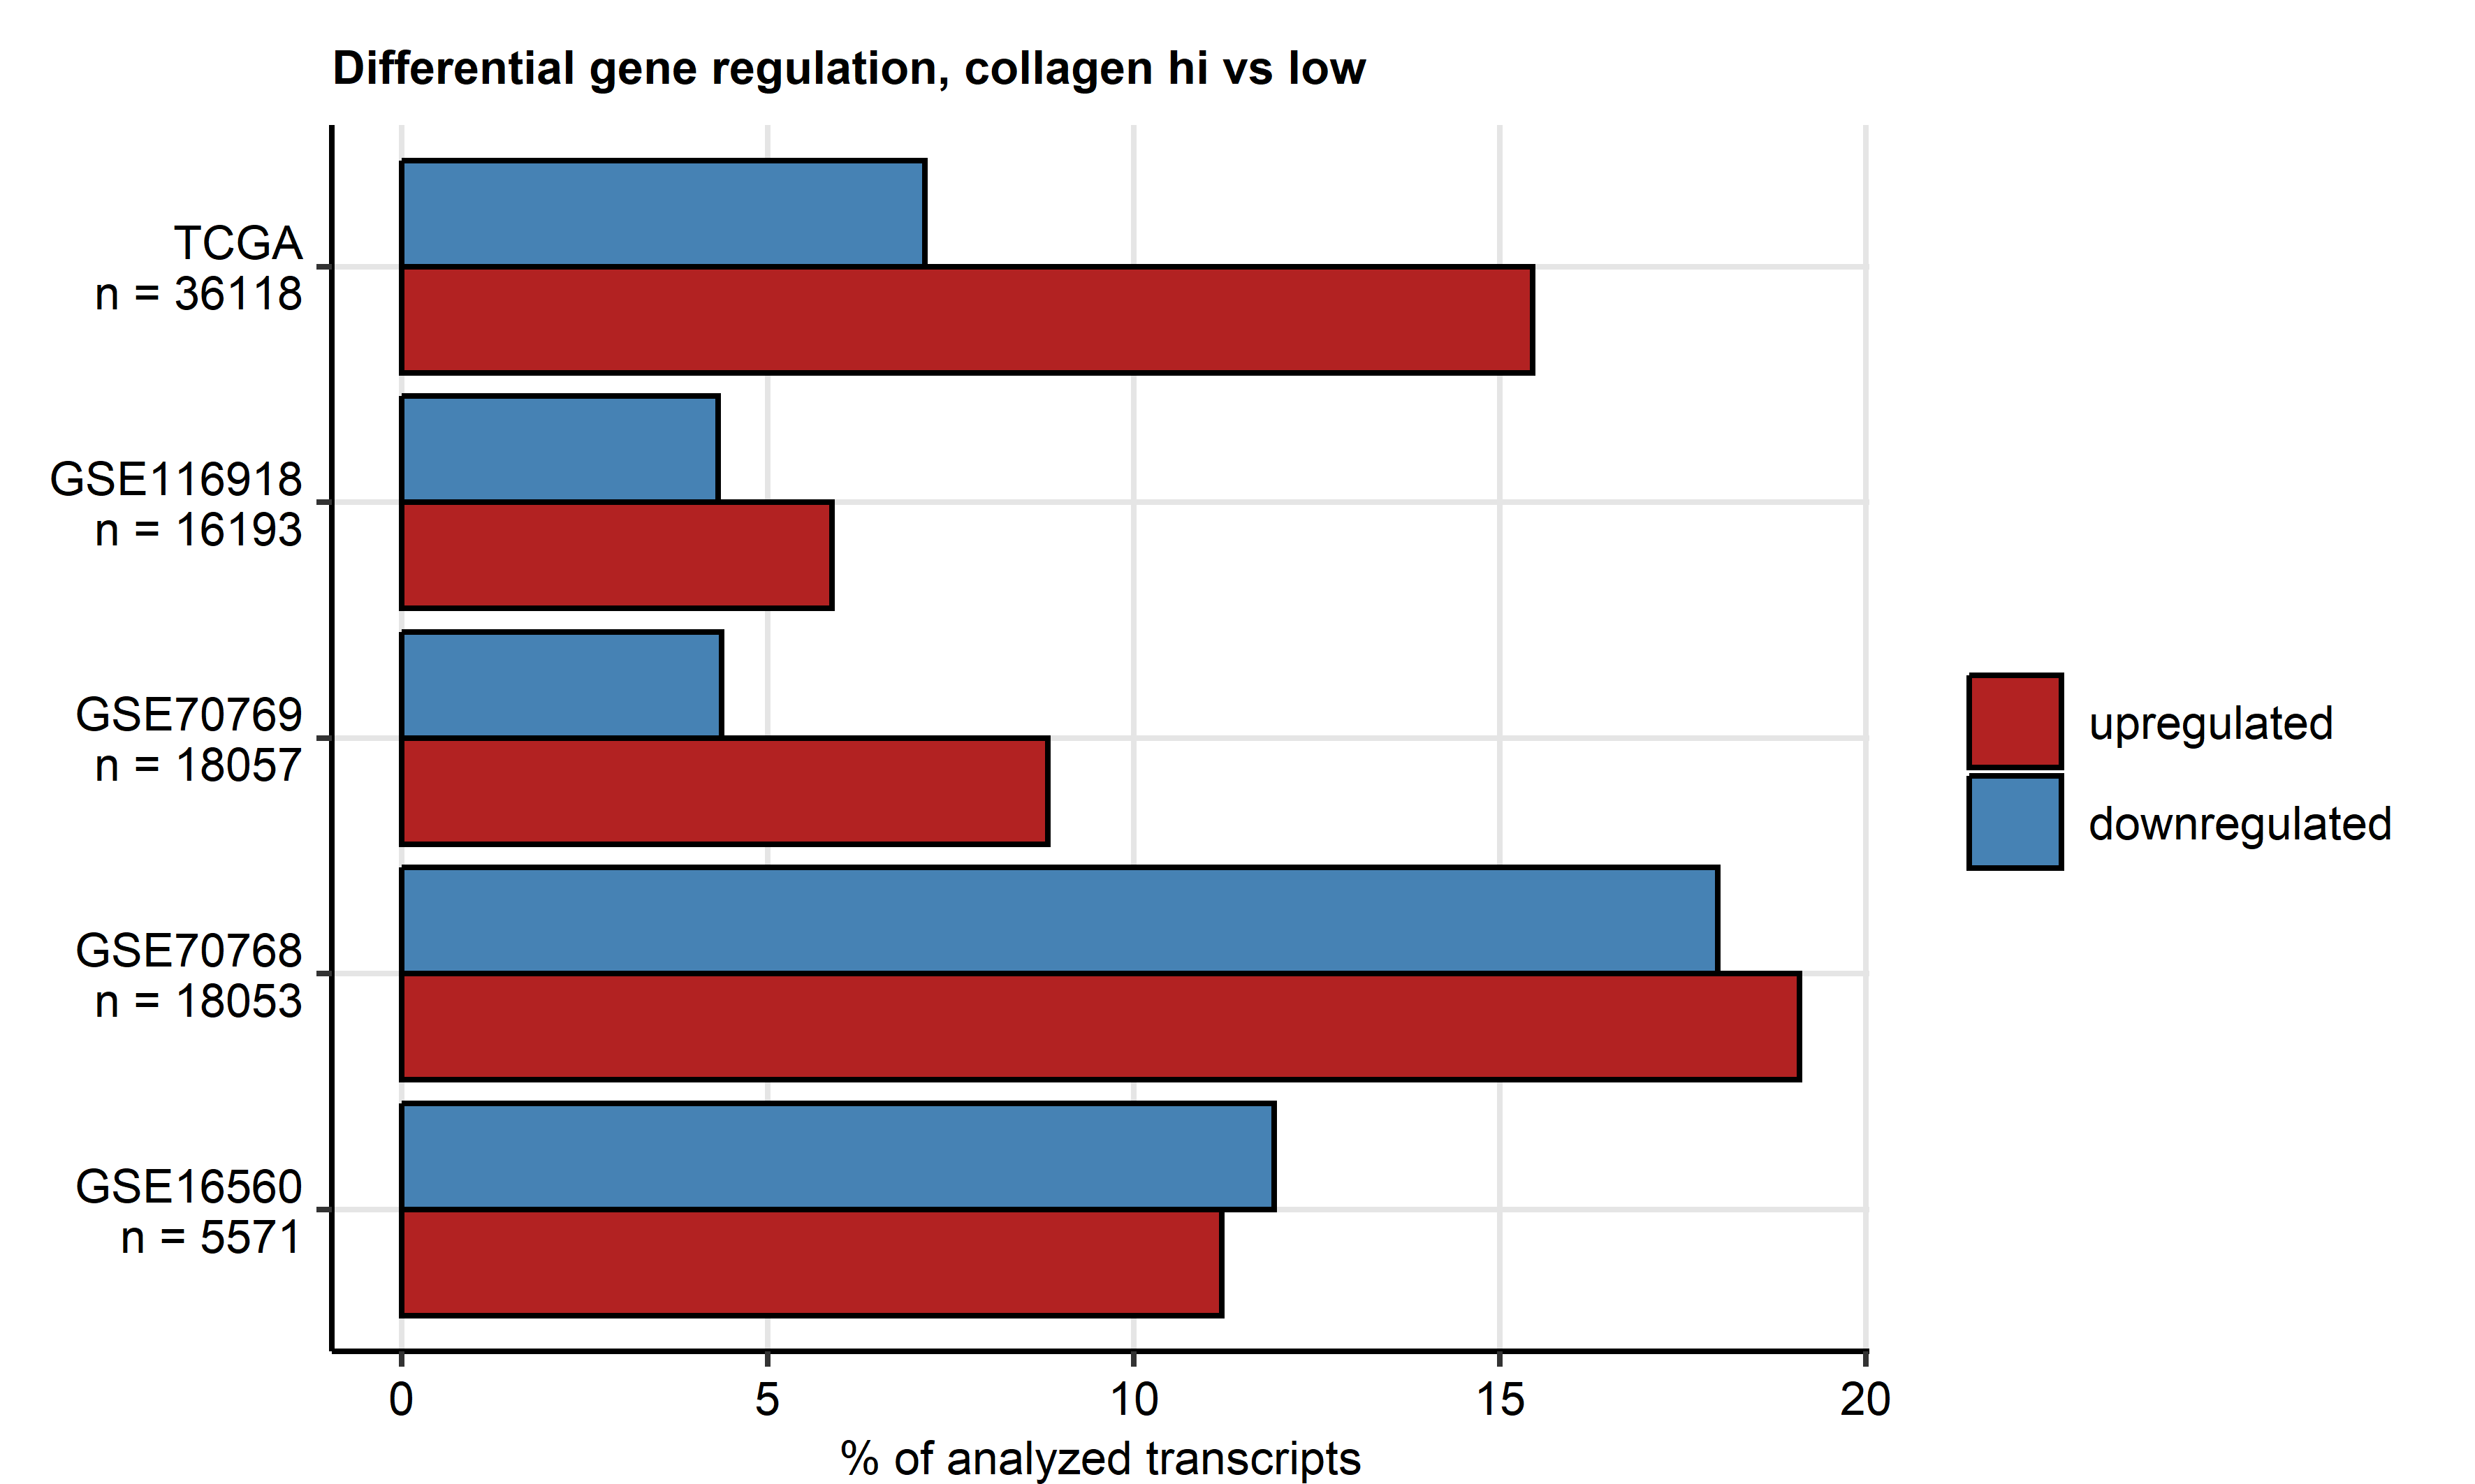 Differential gene regulation, collagen hi vs low
TCGA
n = 36118
GSE116918
n = 16193
GSE70769
n = 18057
GSE70768
n = 18053
GSE16560
n = 5571
upregulated
downregulated
0 5 10 15 20
% of analyzed transcripts